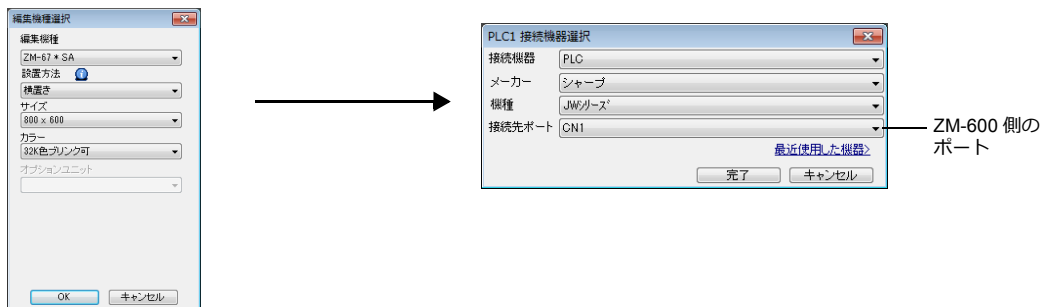 編集機種選択
編集機種
ZM-67＊SA
設置方法
横置き
サイズ
800 x 600
カラー
32K色ブリンク可
オプションユニット
OK キャンセル
PLC1 接続機器選択
接続機器 PLC
メーカー シャープ
機種 JWｼﾘｰｽﾞ
接続先ポート CN1
最近使用した機器>
完了 キャンセル
ZM-600 側の
ポート